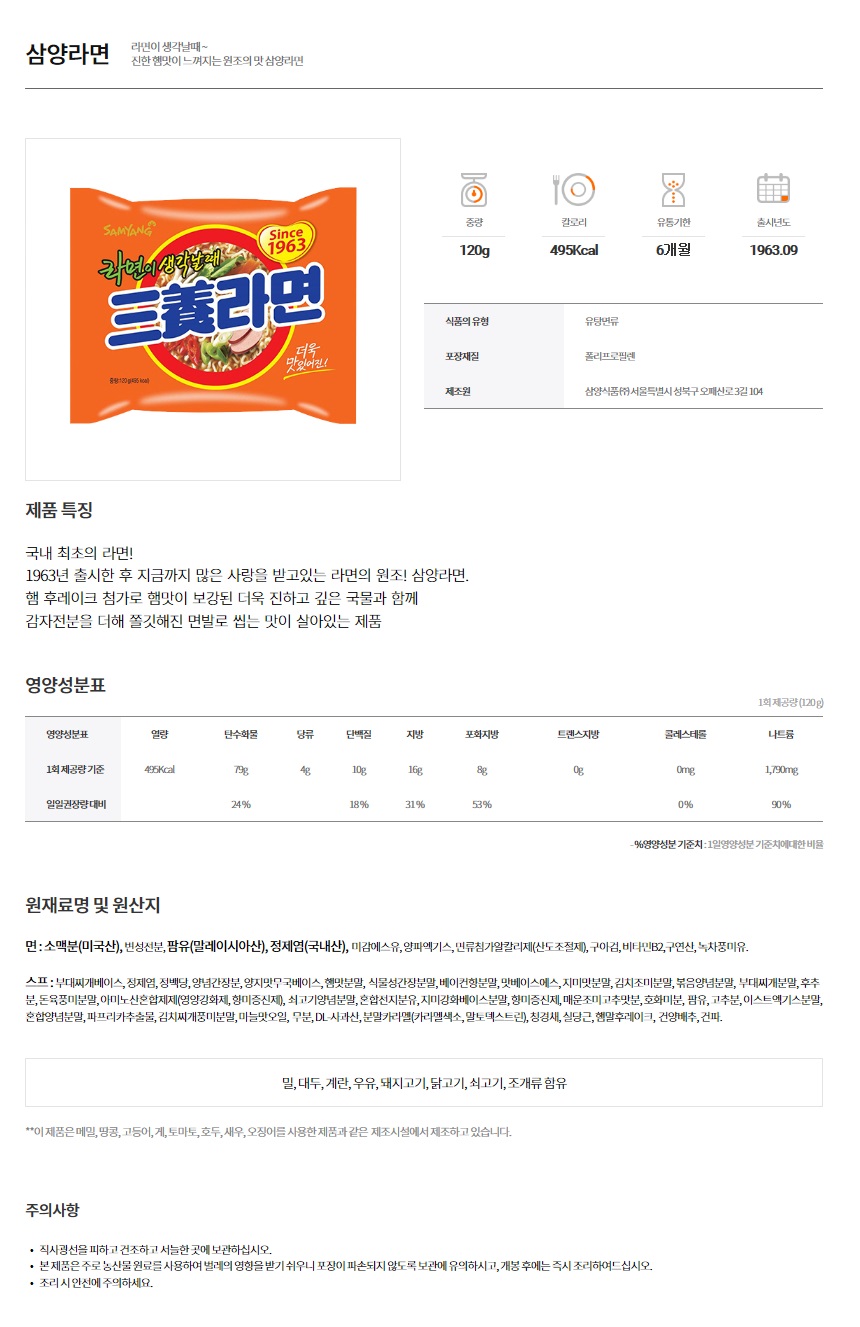 삼양라면
라면이 생각날때~
진한 햄맛이 느껴지는 원조의 맛 삼양라면
SAMYANG
Since
1963
라면이 생각날때
三養라면
더욱
맛있어진!
중량 120g(495 kcal)
중량 칼로리 유통기한 출시년도
120g 495Kcal 6개월 1963.09
식품의 유형 유탕면류
포장재질 폴리프로필렌
제조원 삼양식품㈜ 서울특별시 성북구 오패산로 3길 104
제품 특징
국내 최초의 라면!
1963년 출시한 후 지금까지 많은 사랑을 받고있는 라면의 원조! 삼양라면.
햄 후레이크 첨가로 햄맛이 보강된 더욱 진하고 깊은 국물과 함께
감자전분을 더해 쫄깃해진 면발로 씹는 맛이 살아있는 제품
영양성분표
1회 제공량 (120g)
영양성분표 열량 탄수화물 당류 단백질 지방 포화지방 트랜스지방 콜레스테롤 나트륨
1회 제공량 기준 495Kcal 79g 4g 10g 16g 8g 0g 0mg 1,790mg
일일권장량 대비 24% 18% 31% 53% 0% 90%
- %영양성분 기준치 : 1일영양성분 기준치에대한 비율
원재료명 및 원산지
면 : 소맥분(미국산), 변성전분, 팜유(말레이시아산), 정제염(국내산), 미감에스유, 양파엑기스, 면류첨가알칼리제(산도조절제), 구아검, 비타민B2,구연산, 녹차풍미유.
스프 : 부대찌개베이스, 정제염, 정백당, 양념간장분, 양지맛무국베이스, 햄맛분말, 식물성간장분말, 베이컨향분말, 맛베이스에스, 지미맛분말, 김치조미분말, 볶음양념분말, 부대찌개분말, 후추
분, 돈육풍미분말, 아미노산혼합제제(영양강화제, 향미증진제), 쇠고기양념분말, 혼합전지분유, 지미강화베이스분말, 향미증진제, 매운조미고추맛분, 호화미분, 팜유, 고추분, 이스트엑기스분말,
혼합양념분말, 파프리카추출물, 김치찌개풍미분말, 마늘맛오일, 무분, DL-사과산, 분말카라멜(카라멜색소, 말토덱스트린), 청경채, 실당근, 햄맛후레이크, 건양배추, 건파.
밀, 대두, 계란, 우유, 돼지고기, 닭고기, 쇠고기, 조개류 함유
**이 제품은 메밀, 땅콩, 고등어, 게, 토마토, 호두, 새우, 오징어를 사용한 제품과 같은 제조시설에서 제조하고 있습니다.
주의사항
• 직사광선을 피하고 건조하고 서늘한 곳에 보관하십시오.
• 본 제품은 주로 농산물 원료를 사용하여 벌레의 영향을 받기 쉬우니 포장이 파손되지 않도록 보관에 유의하시고, 개봉 후에는 즉시 조리하여드십시오.
• 조리 시 안전에 주의하세요.